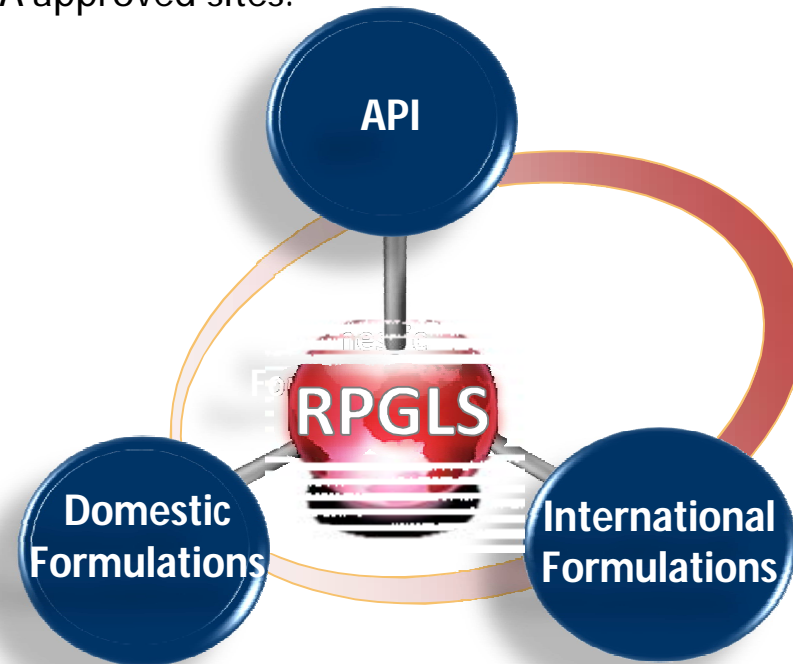 A approved sites.
API
RPGLS
Domestic
Formulations
International
Formulations